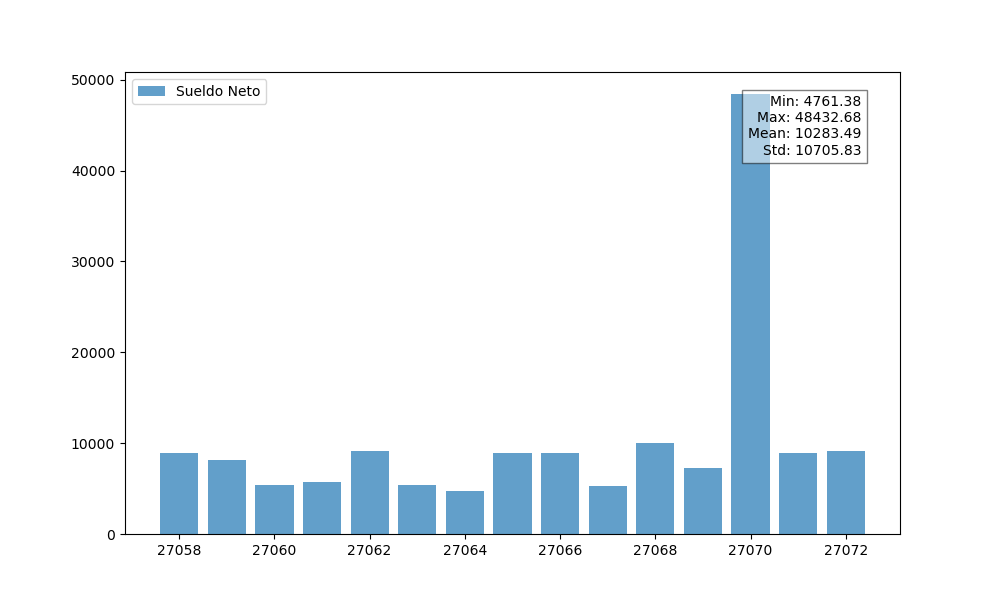 Sueldo Neto
Min: 4761.38
Max: 48432.68
Mean: 10283.49
Std: 10705.83
50000
40000
30000
20000
10000
0
27058 27060 27062 27064 27066 27068 27070 27072